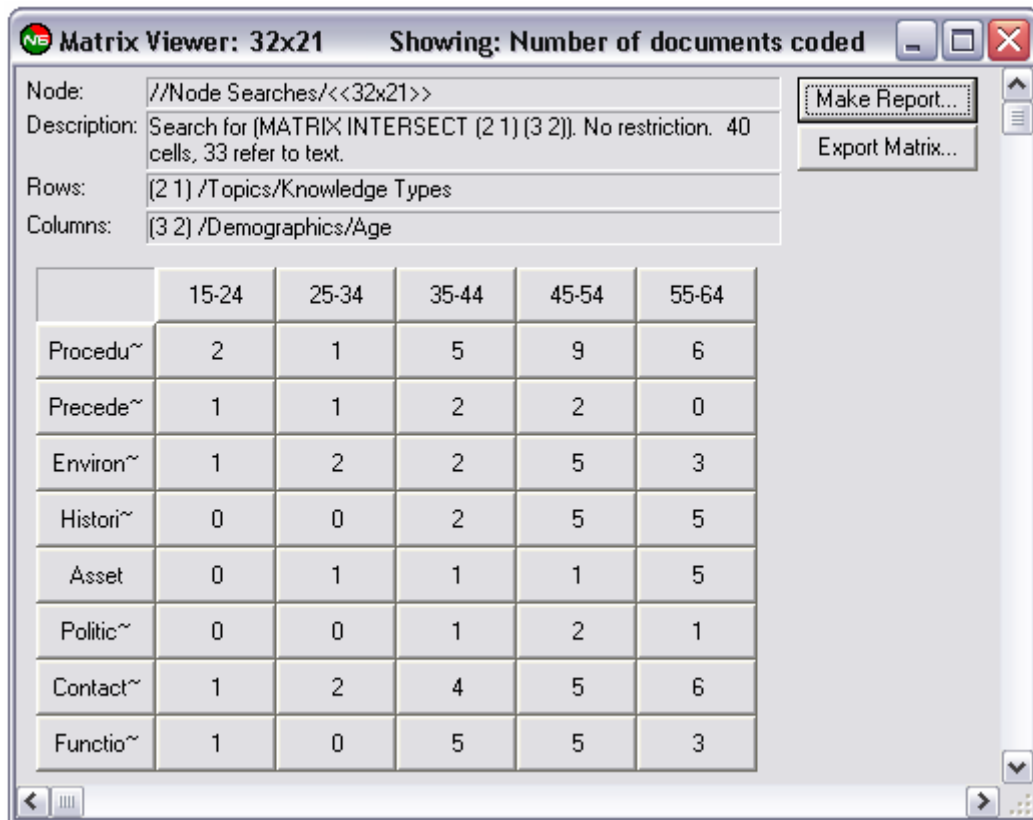 N6 Matrix Viewer: 32x21 Showing: Number of documents coded
Node: //Node Searches/<<32x21>>
Make Report...
Description: Search for (MATRIX INTERSECT (2 1) (3 2)). No restriction. 40
cells, 33 refer to text.
Export Matrix...
Rows: (2 1) /Topics/Knowledge Types
Columns: (3 2) /Demographics/Age
15-24 25-34 35-44 45-54 55-64
Procedu~ 2 1 5 9 6
Precede~ 1 1 2 2 0
Environ~ 1 2 2 5 3
Histori~ 0 0 2 5 5
Asset 0 1 1 1 5
Politic~ 0 0 1 2 1
Contact~ 1 2 4 5 6
Functio~ 1 0 5 5 3